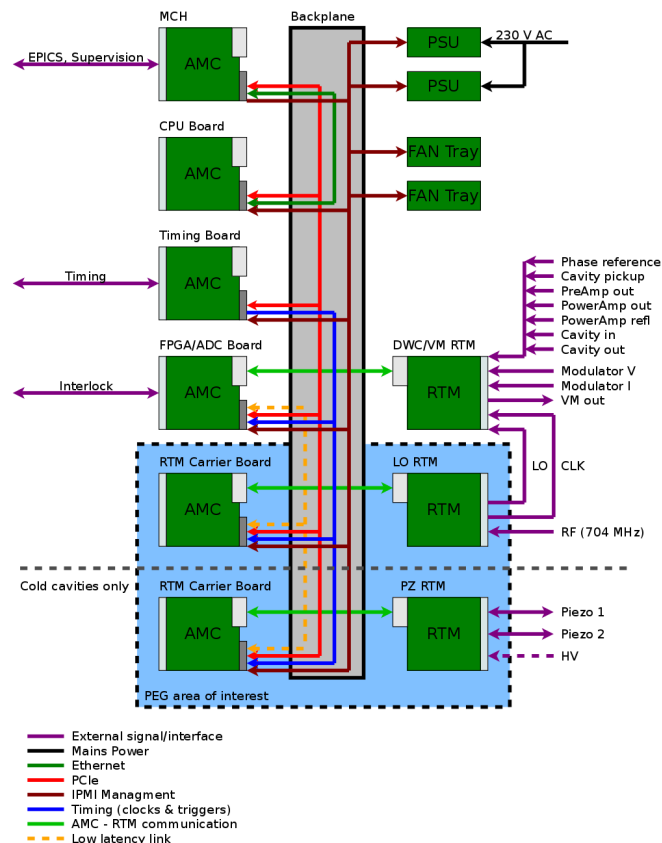 MCH
Backplane
AMC
PSU
230 V AC
EPICS, Supervision
PSU
CPU Board
AMC
FAN Tray
FAN Tray
Timing Board
AMC
Timing
Phase reference
Cavity pickup
PreAmp out
PowerAmp out
PowerAmp refl
Cavity in
Cavity out
FPGA/ADC Board
DWC/VM RTM
AMC
RTM
Interlock
Modulator V
Modulator I
VM out
RTM Carrier Board
LO RTM
LO
CLK
AMC
RTM
RF (704 MHz)
Cold cavities only
RTM Carrier Board
PZ RTM
AMC
RTM
Piezo 1
Piezo 2
HV
PEG area of interest
External signal/interface
Mains Power
Ethernet
PCIe
IPMI Managment
Timing (clocks & triggers)
AMC - RTM communication
Low latency link